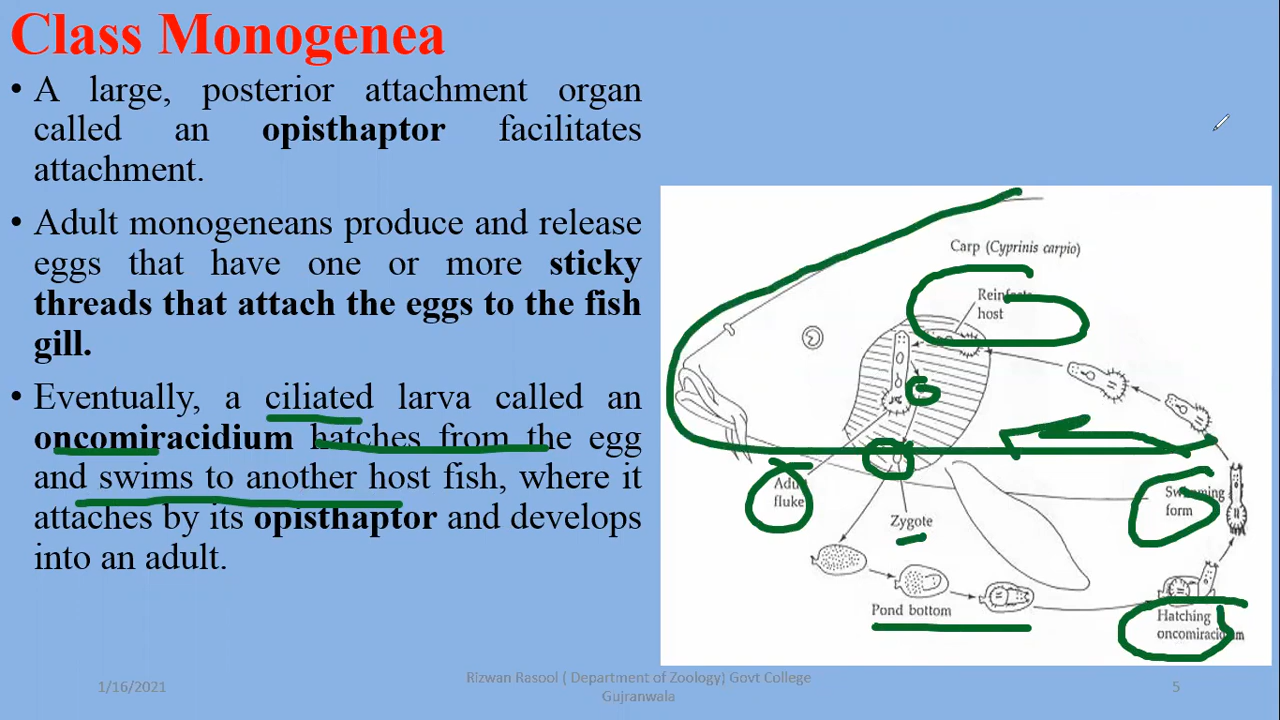 Class Monogenea
• A large, posterior attachment organ
called an opisthaptor facilitates
attachment.
• Adult monogeneans produce and release
eggs that have one or more sticky
threads that attach the eggs to the fish
gill.
• Eventually, a ciliated larva called an
oncomiracidium hatches from the egg
and swims to another host fish, where it
attaches by its opisthaptor and develops
into an adult.
Carp (Cyprinis carpio)
Reinfects
host
Adult
fluke
Zygote
Swimming
form
Pond bottom
Hatching
oncomiracidium
1/16/2021
Rizwan Rasool ( Department of Zoology) Govt College
Gujranwala
5